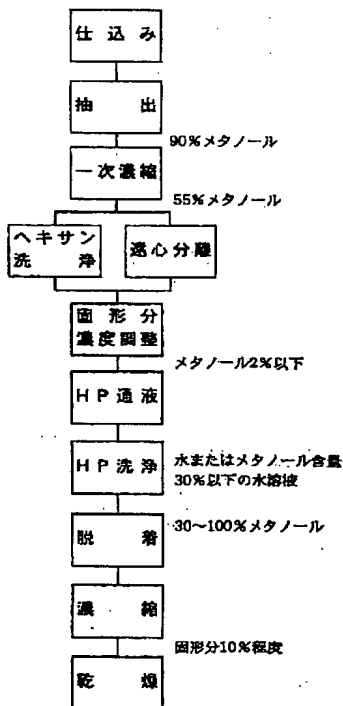 仕込み
抽出
90%メタノール
一次濃縮
55%メタノール
ヘキサン
洗浄
遠心分離
固形分
濃度調整
メタノール2%以下
HP通液
HP洗浄
水またはメタノール含量
30%以下の水溶液
30～100%メタノール
脱着
濃縮
固形分10%程度
乾燥